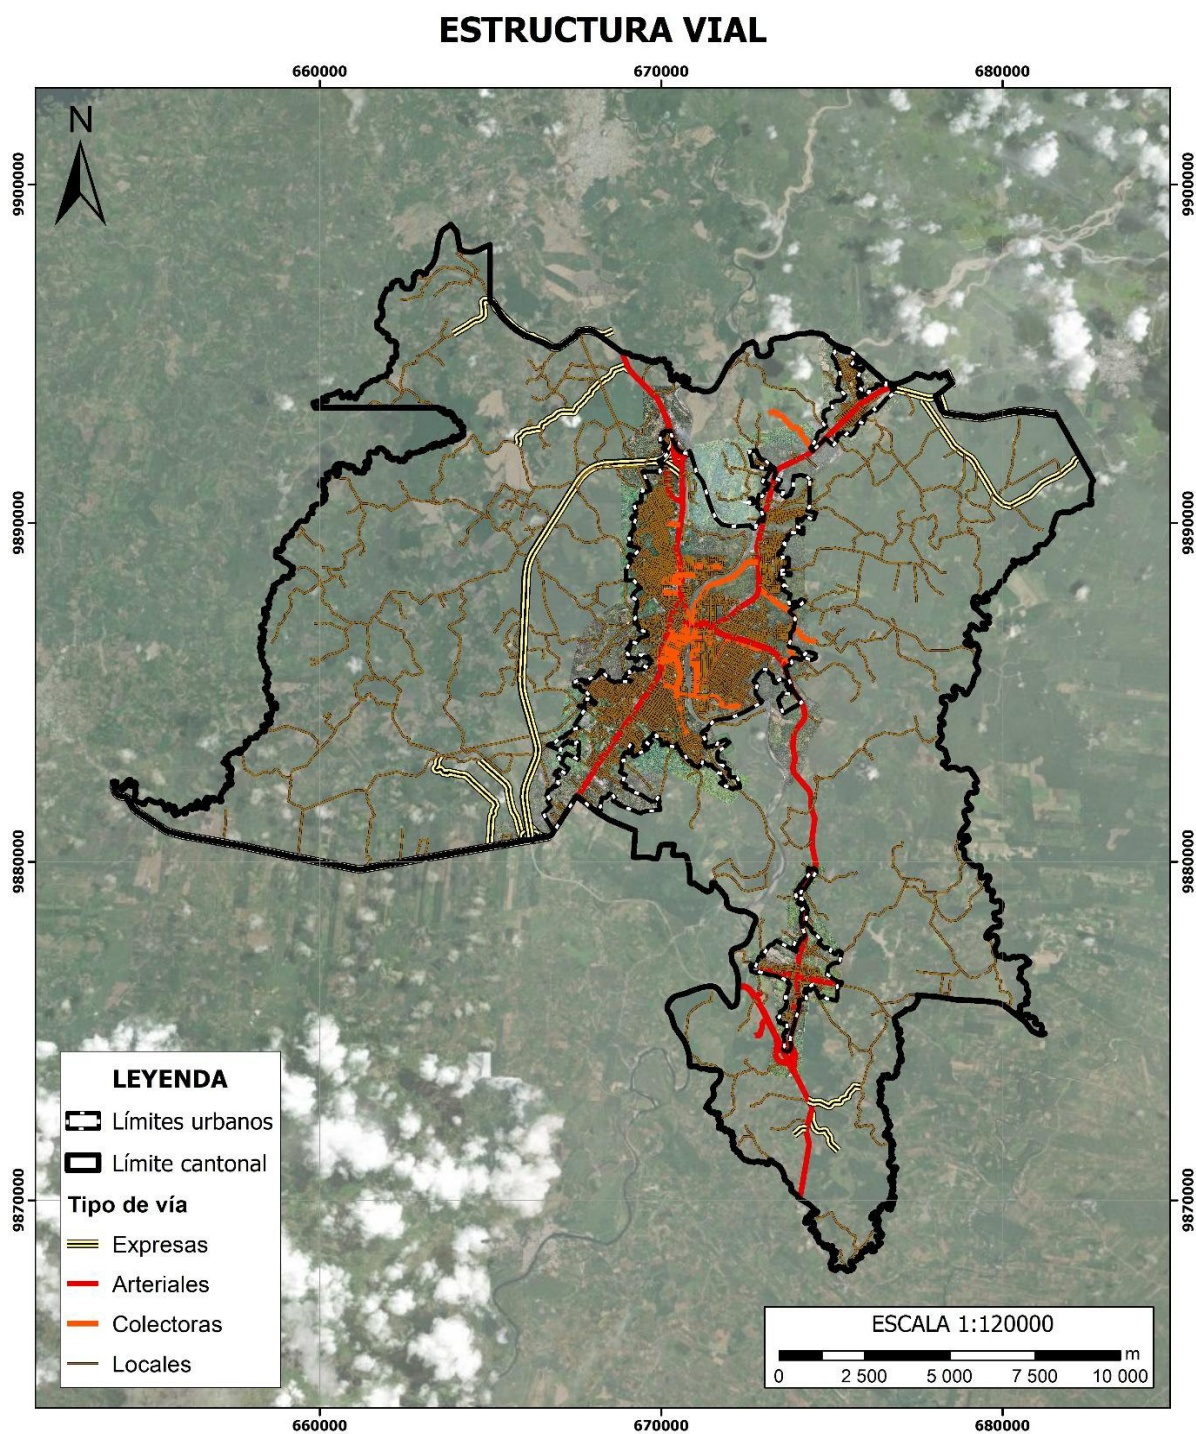 ESTRUCTURA VIAL
660000
670000
680000
N
9900000
9900000
9890000
9890000
9880000
9880000
9870000
9870000
LEYENDA
Límites urbanos
Límite cantonal
Tipo de vía
Expresas
Arteriales
Colectoras
Locales
ESCALA 1:120000
m
0 2 500 5 000 7 500 10 000
660000
670000
680000